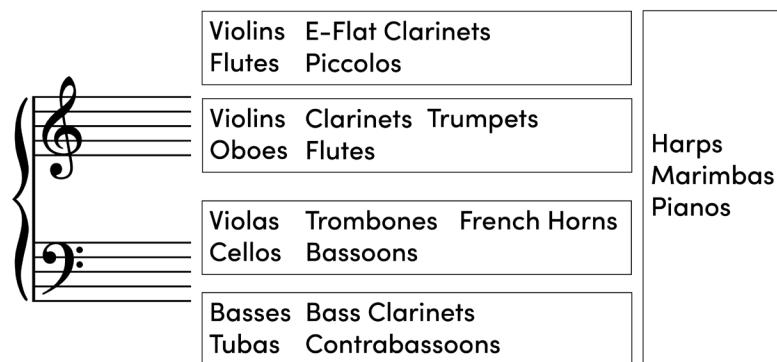 Violins E-Flat Clarinets
Flutes Piccolos
Violins Clarinets Trumpets
Oboes Flutes
Violas Trombones French Horns
Cellos Bassoons
Basses Bass Clarinets
Tubas Contrabassoons
Harps
Marimbas
Pianos